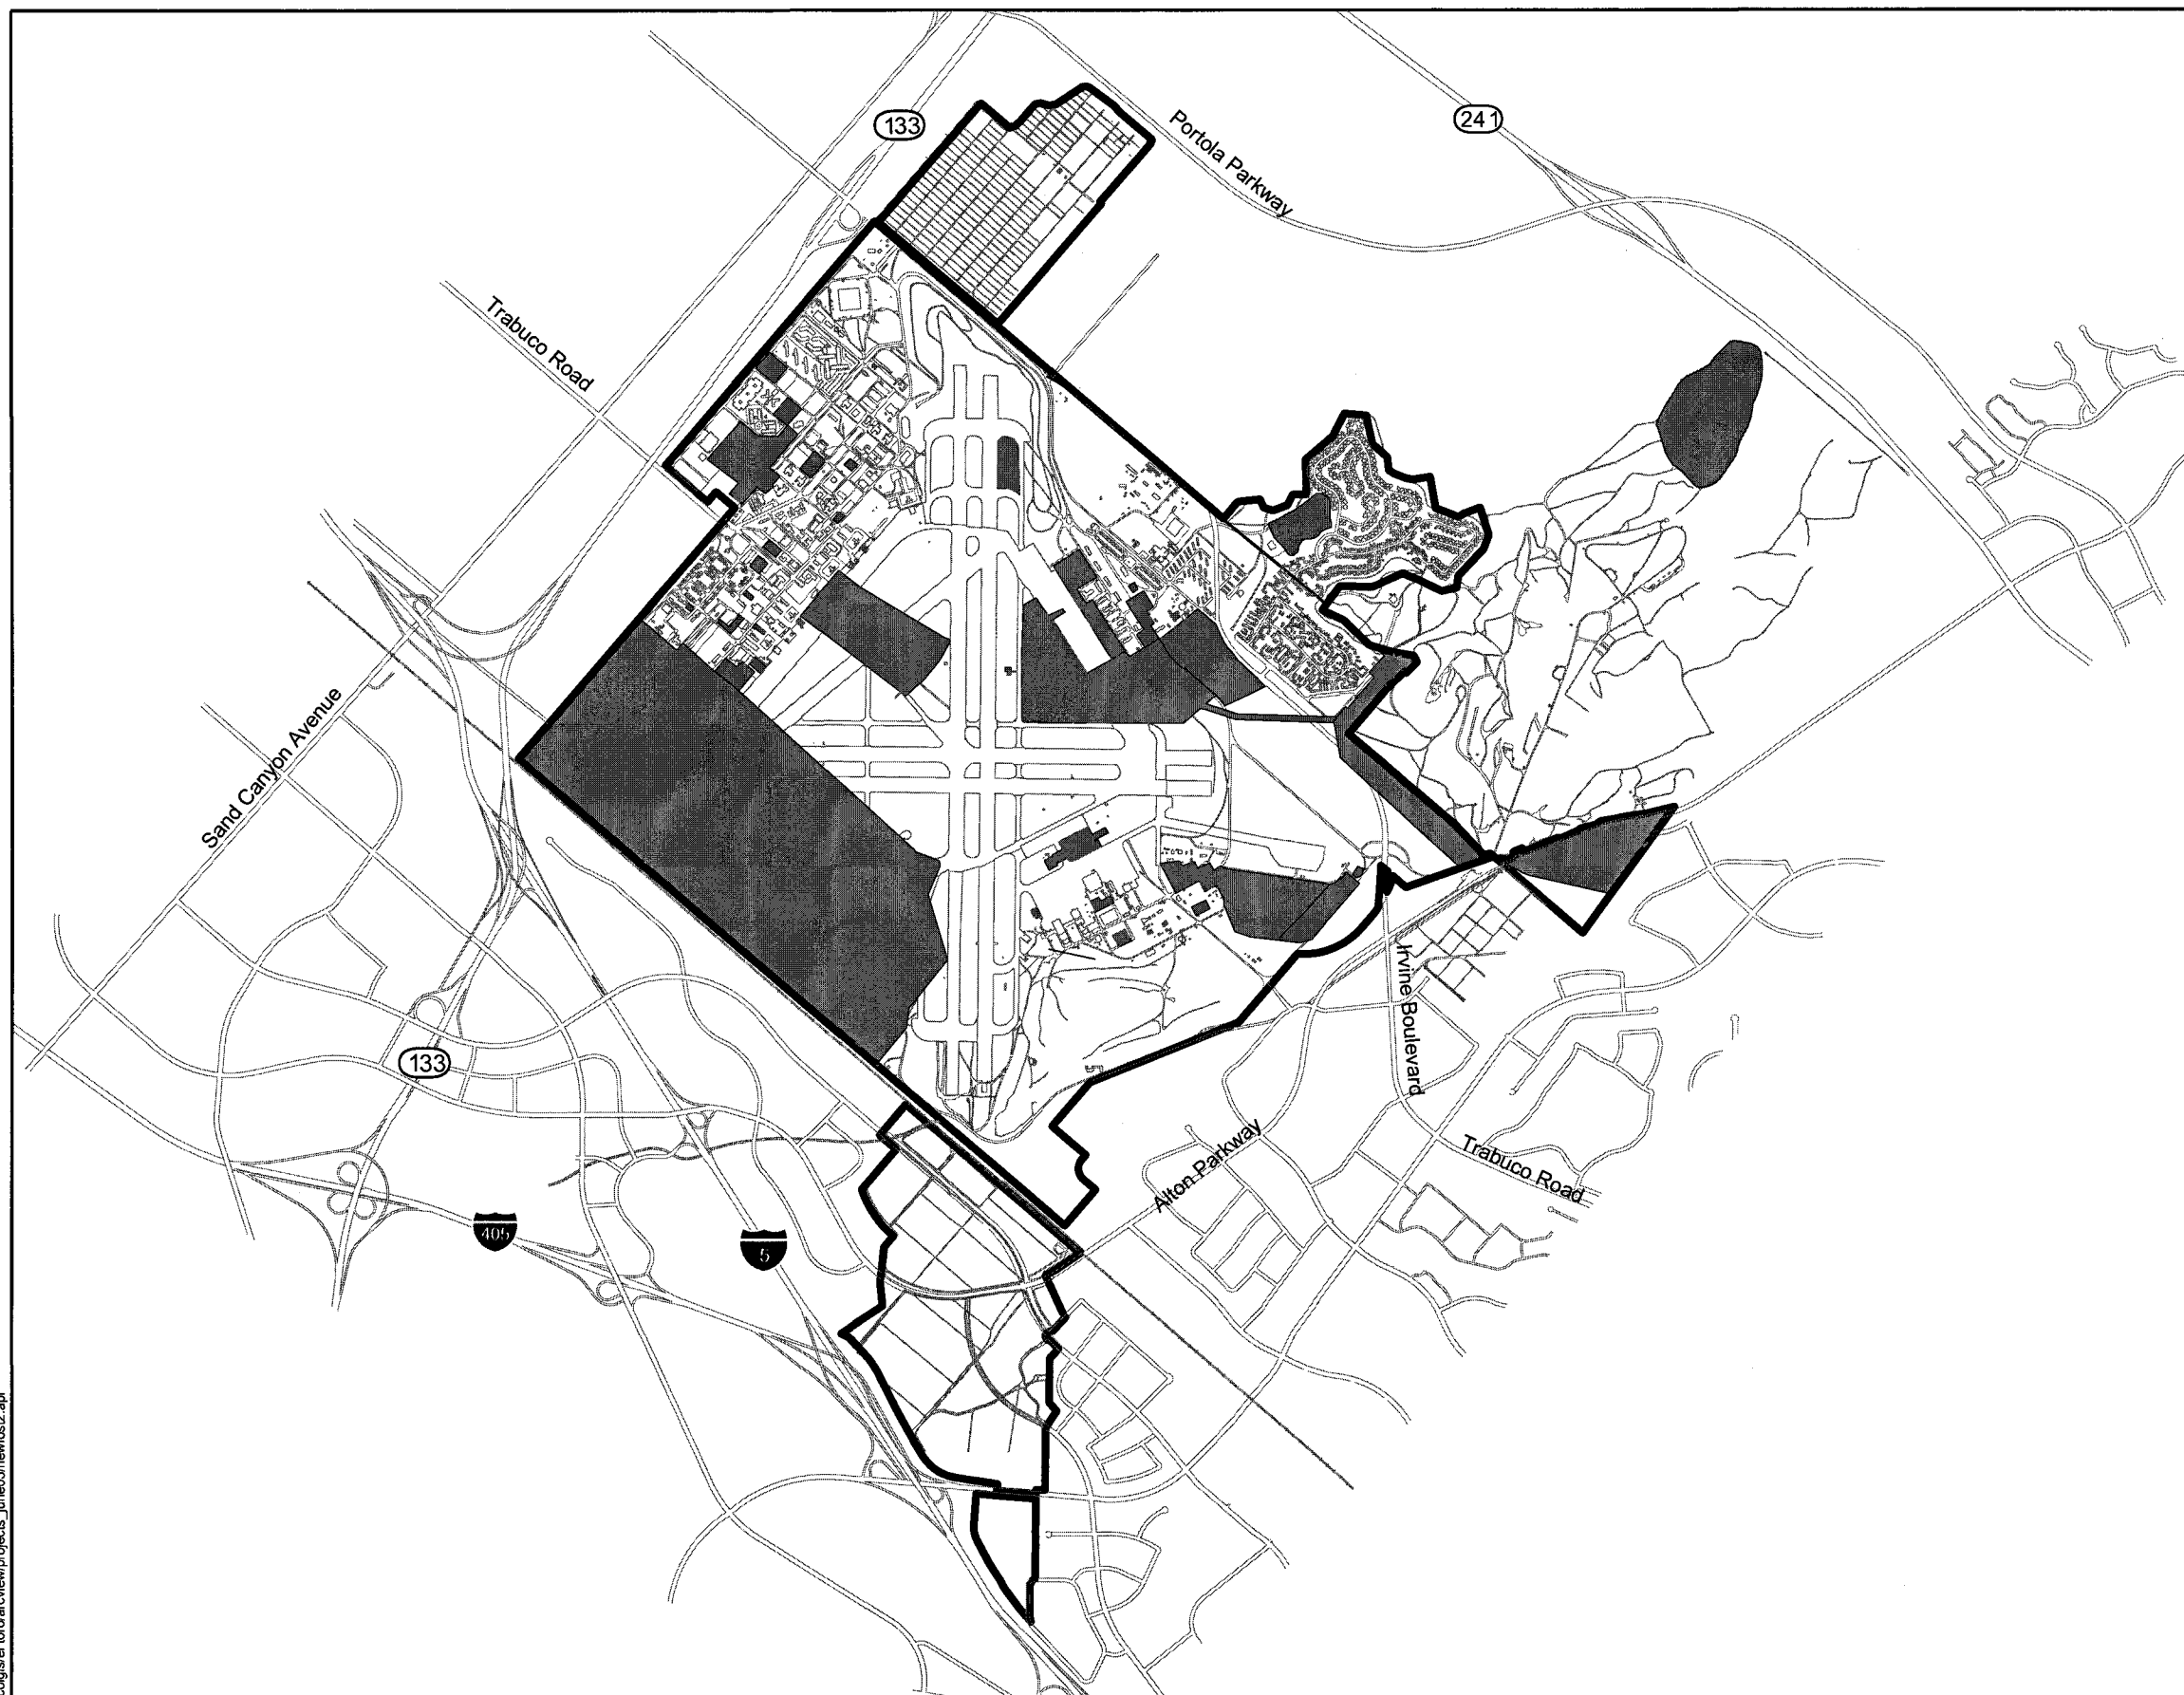 133
241
Portola Parkway
Trabuco Road
Sand Canyon Avenue
Irvine Boulevard
133
Alton Parkway
Trabuco Road
405
5